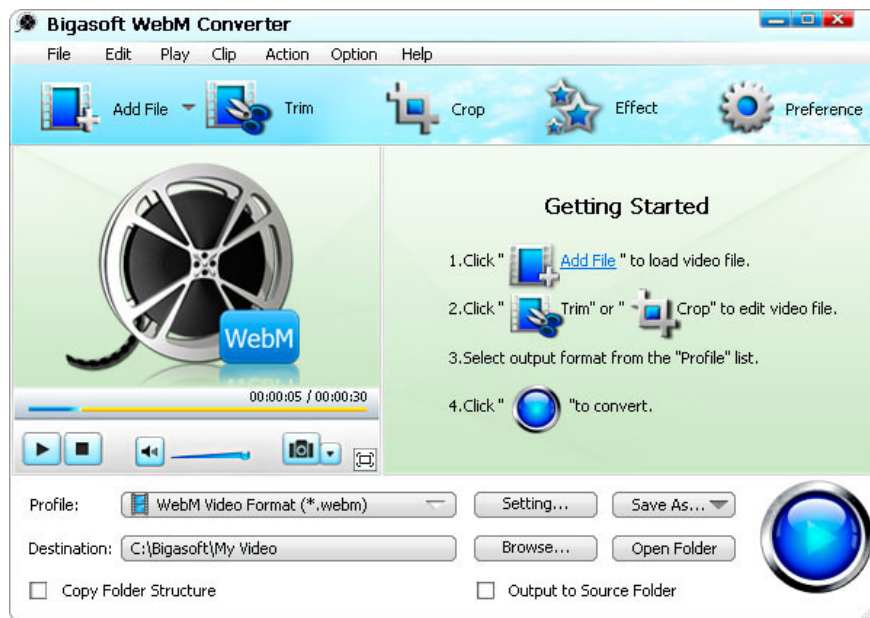 Bigasoft WebM Converter
File Edit Play Clip Action Option Help
Add File Trim Crop Effect Preference
WebM
00:00:05 / 00:00:30
Getting Started
1.Click " Add File " to load video file.
2.Click " Trim" or " Crop" to edit video file.
3.Select output format from the "Profile" list.
4.Click " "to convert.
Profile: WebM Video Format (*.webm) Setting... Save As...
Destination: C:\Bigasoft\My Video Browse... Open Folder
Copy Folder Structure Output to Source Folder